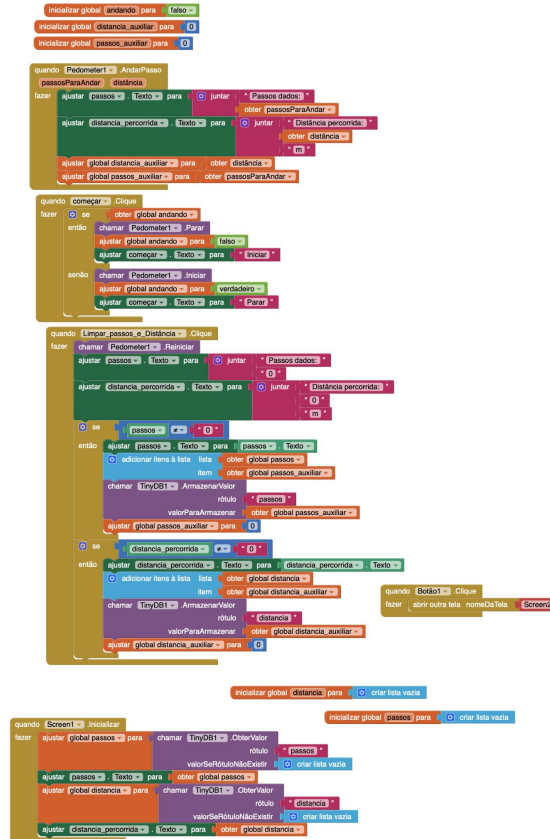 inicializar global andando para falso
inicializar global distancia_auxiliar para 0
inicializar global passos_auxiliar para 0
quando Pedometer1 .AndarPasso
passosParaAndar distância
fazer ajustar passos . Texto para juntar " Passos dados: "
obter passosParaAndar
ajustar distancia_percorrida . Texto para juntar " Distância percorrida: "
obter distância
" m "
ajustar global distancia_auxiliar para obter distância
ajustar global passos_auxiliar para obter passosParaAndar
quando começar .Clique
fazer se obter global andando
então chamar Pedometer1 .Parar
ajustar global andando para falso
ajustar começar . Texto para " Iniciar "
senão chamar Pedometer1 .Iniciar
ajustar global andando para verdadeiro
ajustar começar . Texto para " Parar "
quando Limpar_passos_e_Distância .Clique
fazer chamar Pedometer1 .Reiniciar
ajustar passos . Texto para juntar " Passos dados: "
" 0 "
ajustar distancia_percorrida . Texto para juntar " Distância percorrida: "
" 0 "
" m "
se passos ≠ " 0 "
então ajustar passos . Texto para passos . Texto
adicionar itens à lista lista obter global passos
item obter global passos_auxiliar
chamar TinyDB1 .ArmazenarValor
rótulo " passos "
valorParaArmazenar obter global passos_auxiliar
ajustar global passos_auxiliar para 0
se distancia_percorrida ≠ " 0 "
então ajustar distancia_percorrida . Texto para distancia_percorrida . Texto
adicionar itens à lista lista obter global distancia
item obter global distancia_auxiliar
chamar TinyDB1 .ArmazenarValor
rótulo " distancia "
valorParaArmazenar obter global distancia_auxiliar
ajustar global distancia_auxiliar para 0
quando Botão1 .Clique
fazer abrir outra tela nomeDaTela " Screen2
inicializar global distancia para criar lista vazia
inicializar global passos para criar lista vazia
quando Screen1 .Inicializar
fazer ajustar global passos para chamar TinyDB1 .ObterValor
rótulo " passos "
valorSeRótuloNãoExistir criar lista vazia
ajustar passos . Texto para obter global passos
ajustar global distancia para chamar TinyDB1 .ObterValor
rótulo " distancia "
valorSeRótuloNãoExistir criar lista vazia
ajustar distancia_percorrida . Texto para obter global distancia